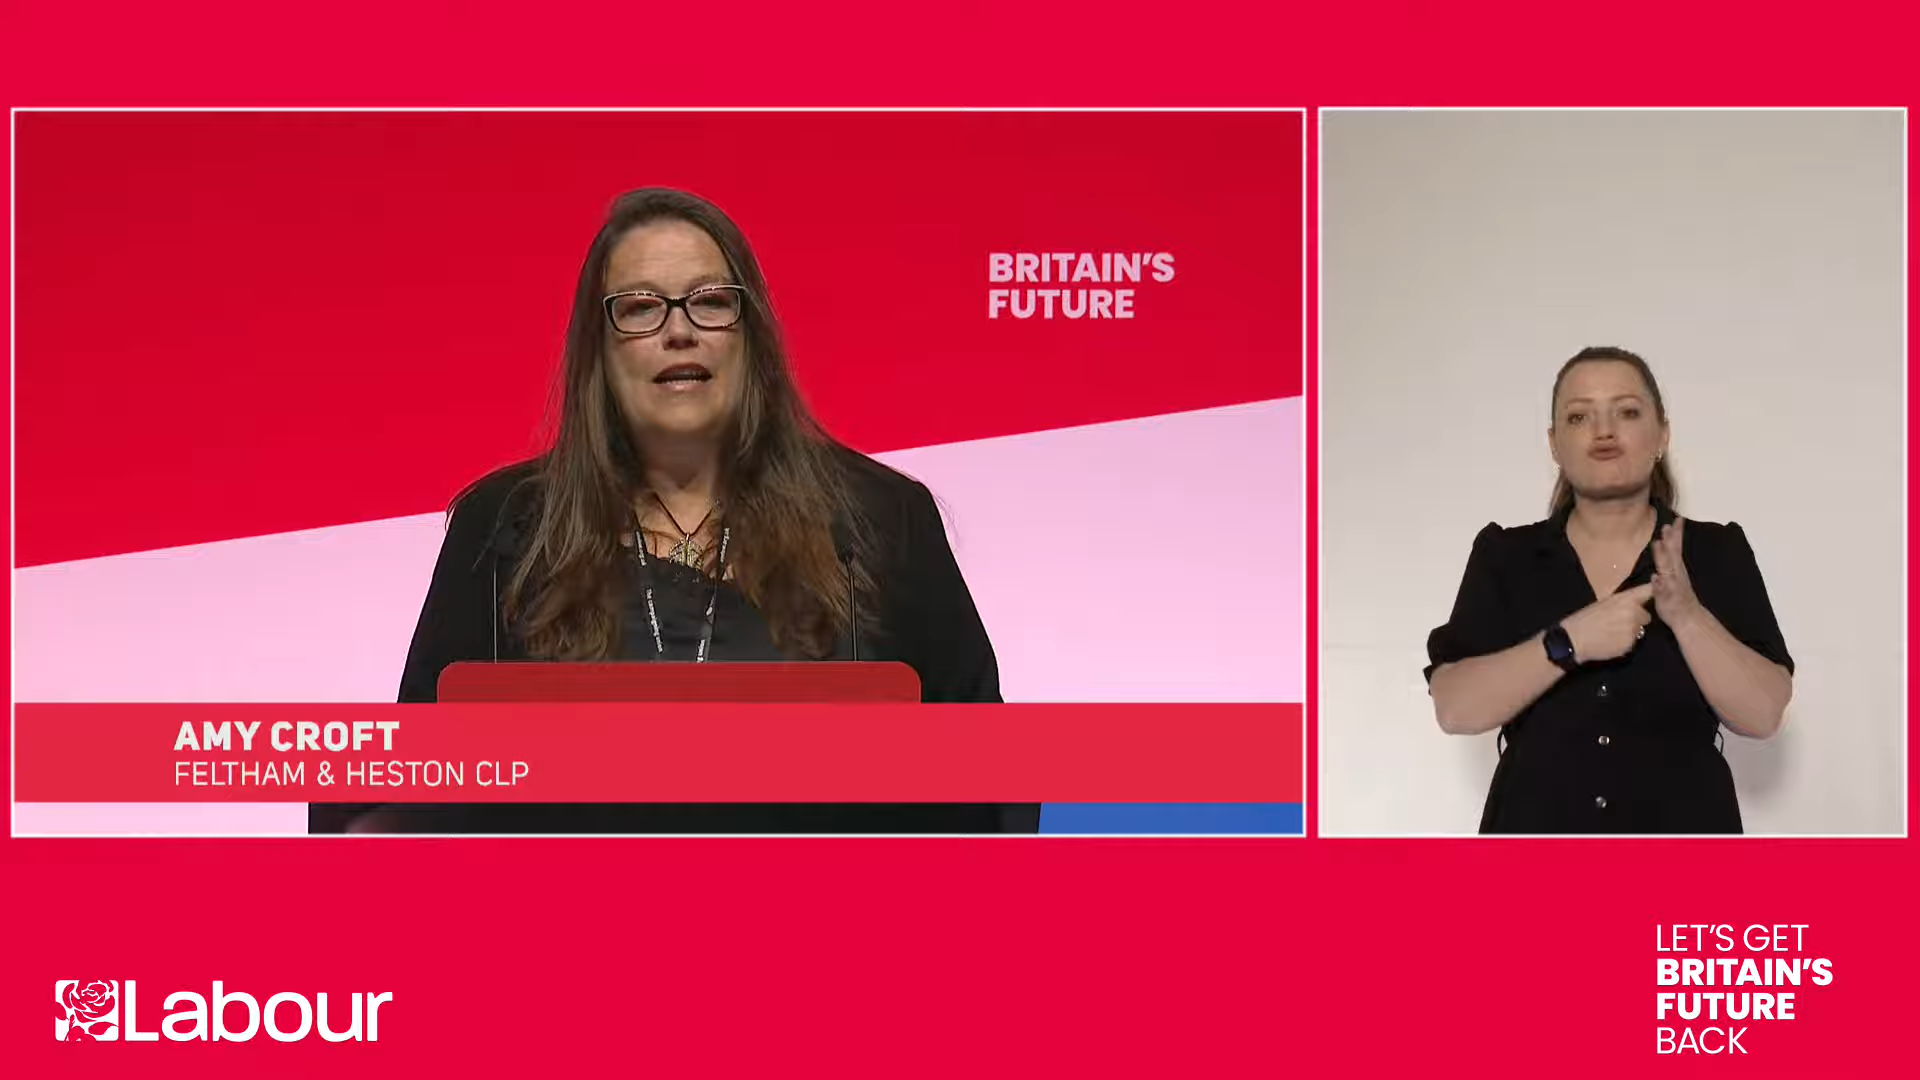 BRITAIN'S
FUTURE
AMY CROFT
FELTHAM & HESTON CLP
Labour
LET'S GET
BRITAIN'S
FUTURE
BACK